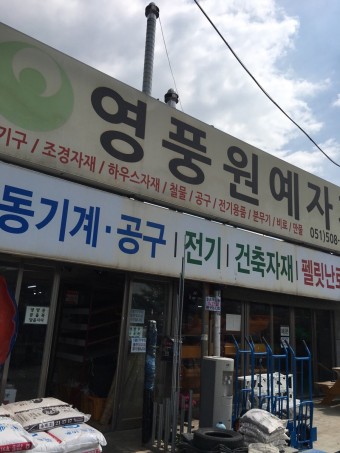 영풍원예자
기구 / 조경자재 / 하우스자재 / 철물 / 공구 / 전기용품 / 분무기 / 비료 / 만물
051)508-
동기계·공구 | 전기 | 건축자재 | 펠릿난로